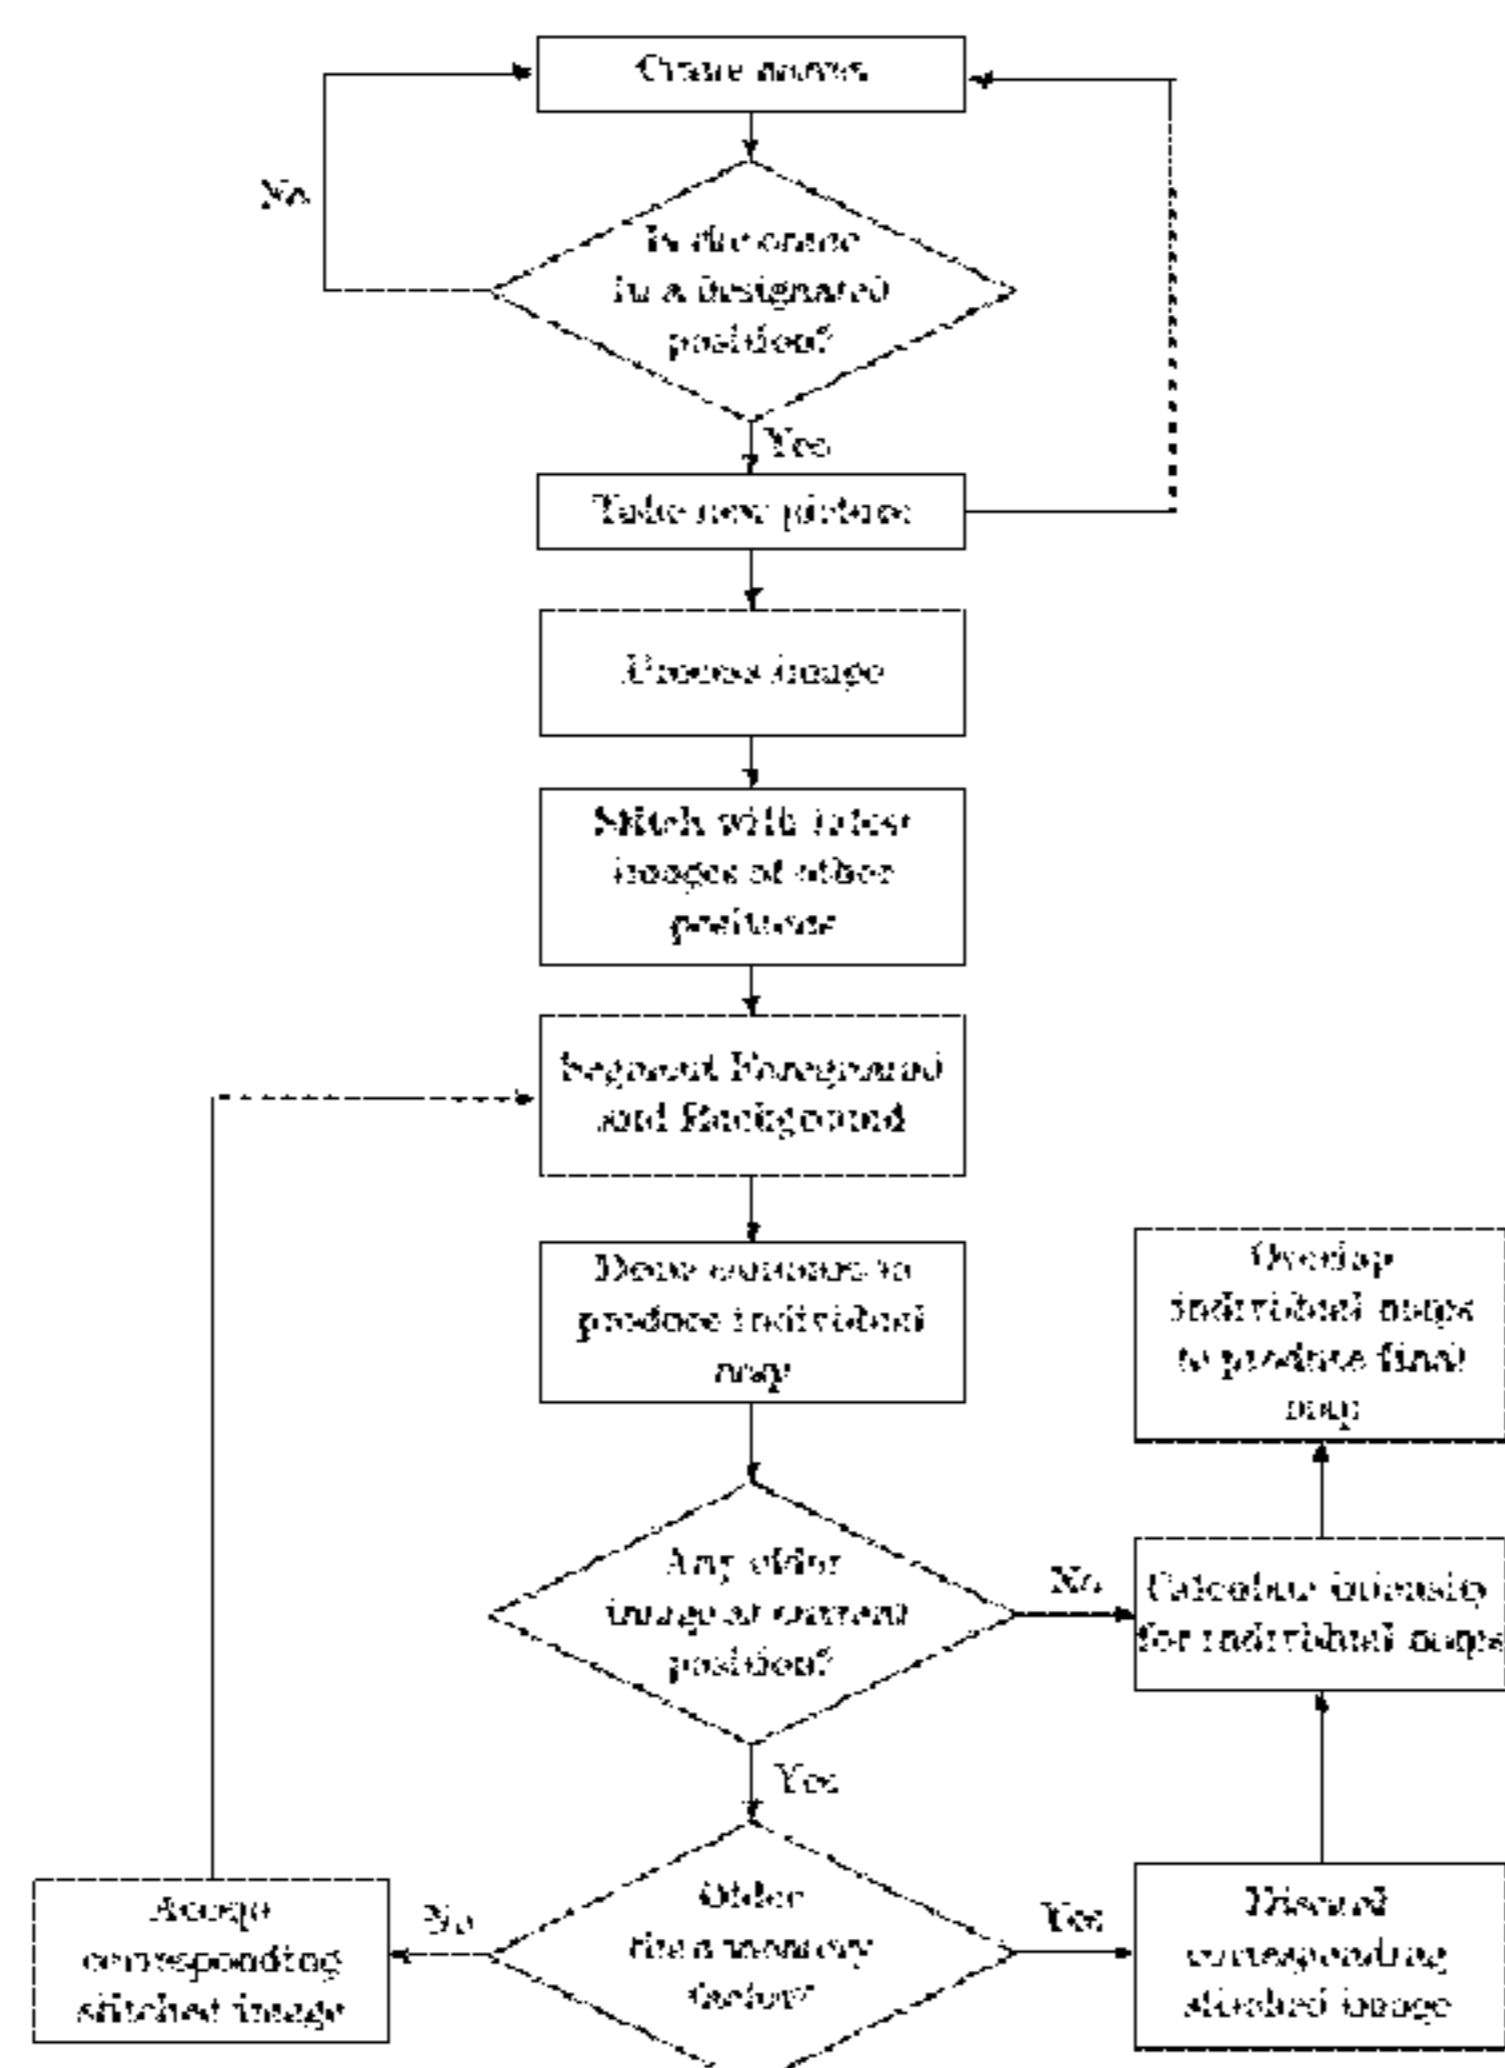 Crane moves
No
Is the crane
in a designated
position?
Yes
Take new picture
Process image
Stitch with latest
images of other
positions
Segment Foreground
and Background
produce individual
map
Overlap
individual maps
to produce final
map
Any older
image at current
position?
No
Calculate intensity
for individual maps
Yes
Older
than memory
factor?
No
Yes
Accept
corresponding
stitched image
Discard
corresponding
stitched image